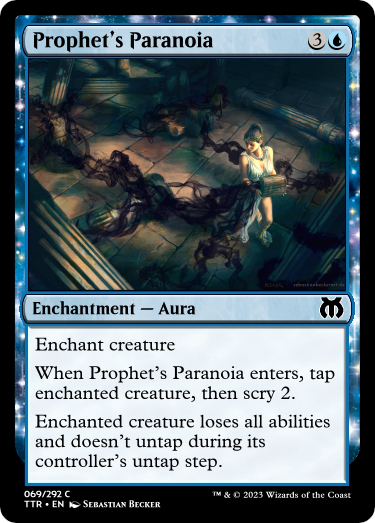 Prophet's Paranoia 3
Enchantment — Aura
Enchant creature
When Prophet's Paranoia enters, tap
enchanted creature, then scry 2.
Enchanted creature loses all abilities
and doesn't untap during its
controller's untap step.
069/292 C
TTR • EN Sebastian Becker
™ & © 2023 Wizards of the Coast